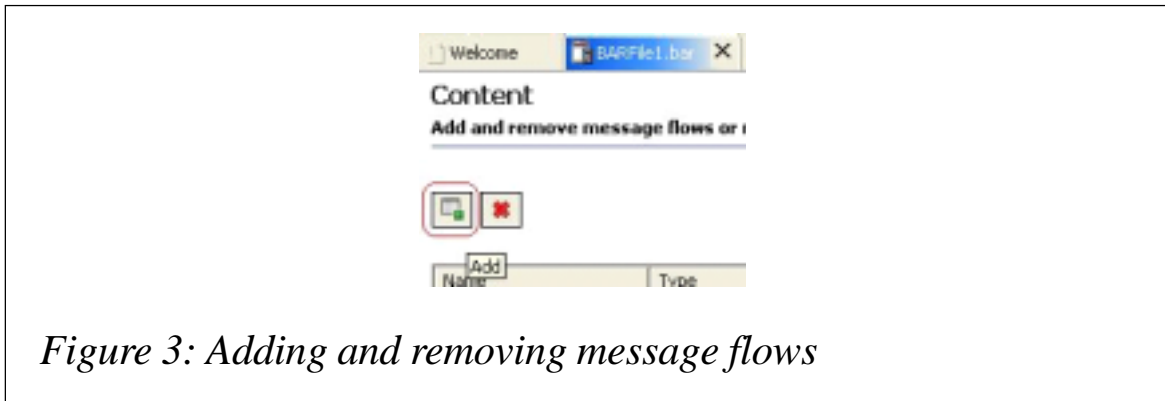 Welcome BARFile1.bar
Content
Add and remove message flows or
Add
Name Type
Figure 3: Adding and removing message flows